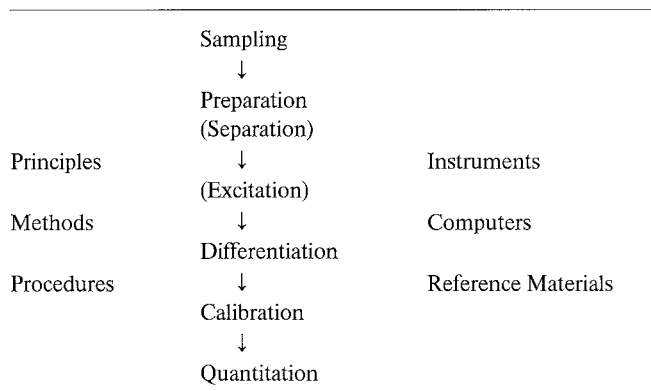 Sampling
↓
Preparation
(Separation)
Principles ↓ Instruments
(Excitation)
Methods ↓ Computers
Differentiation
Procedures ↓ Reference Materials
Calibration
↓
Quantitation